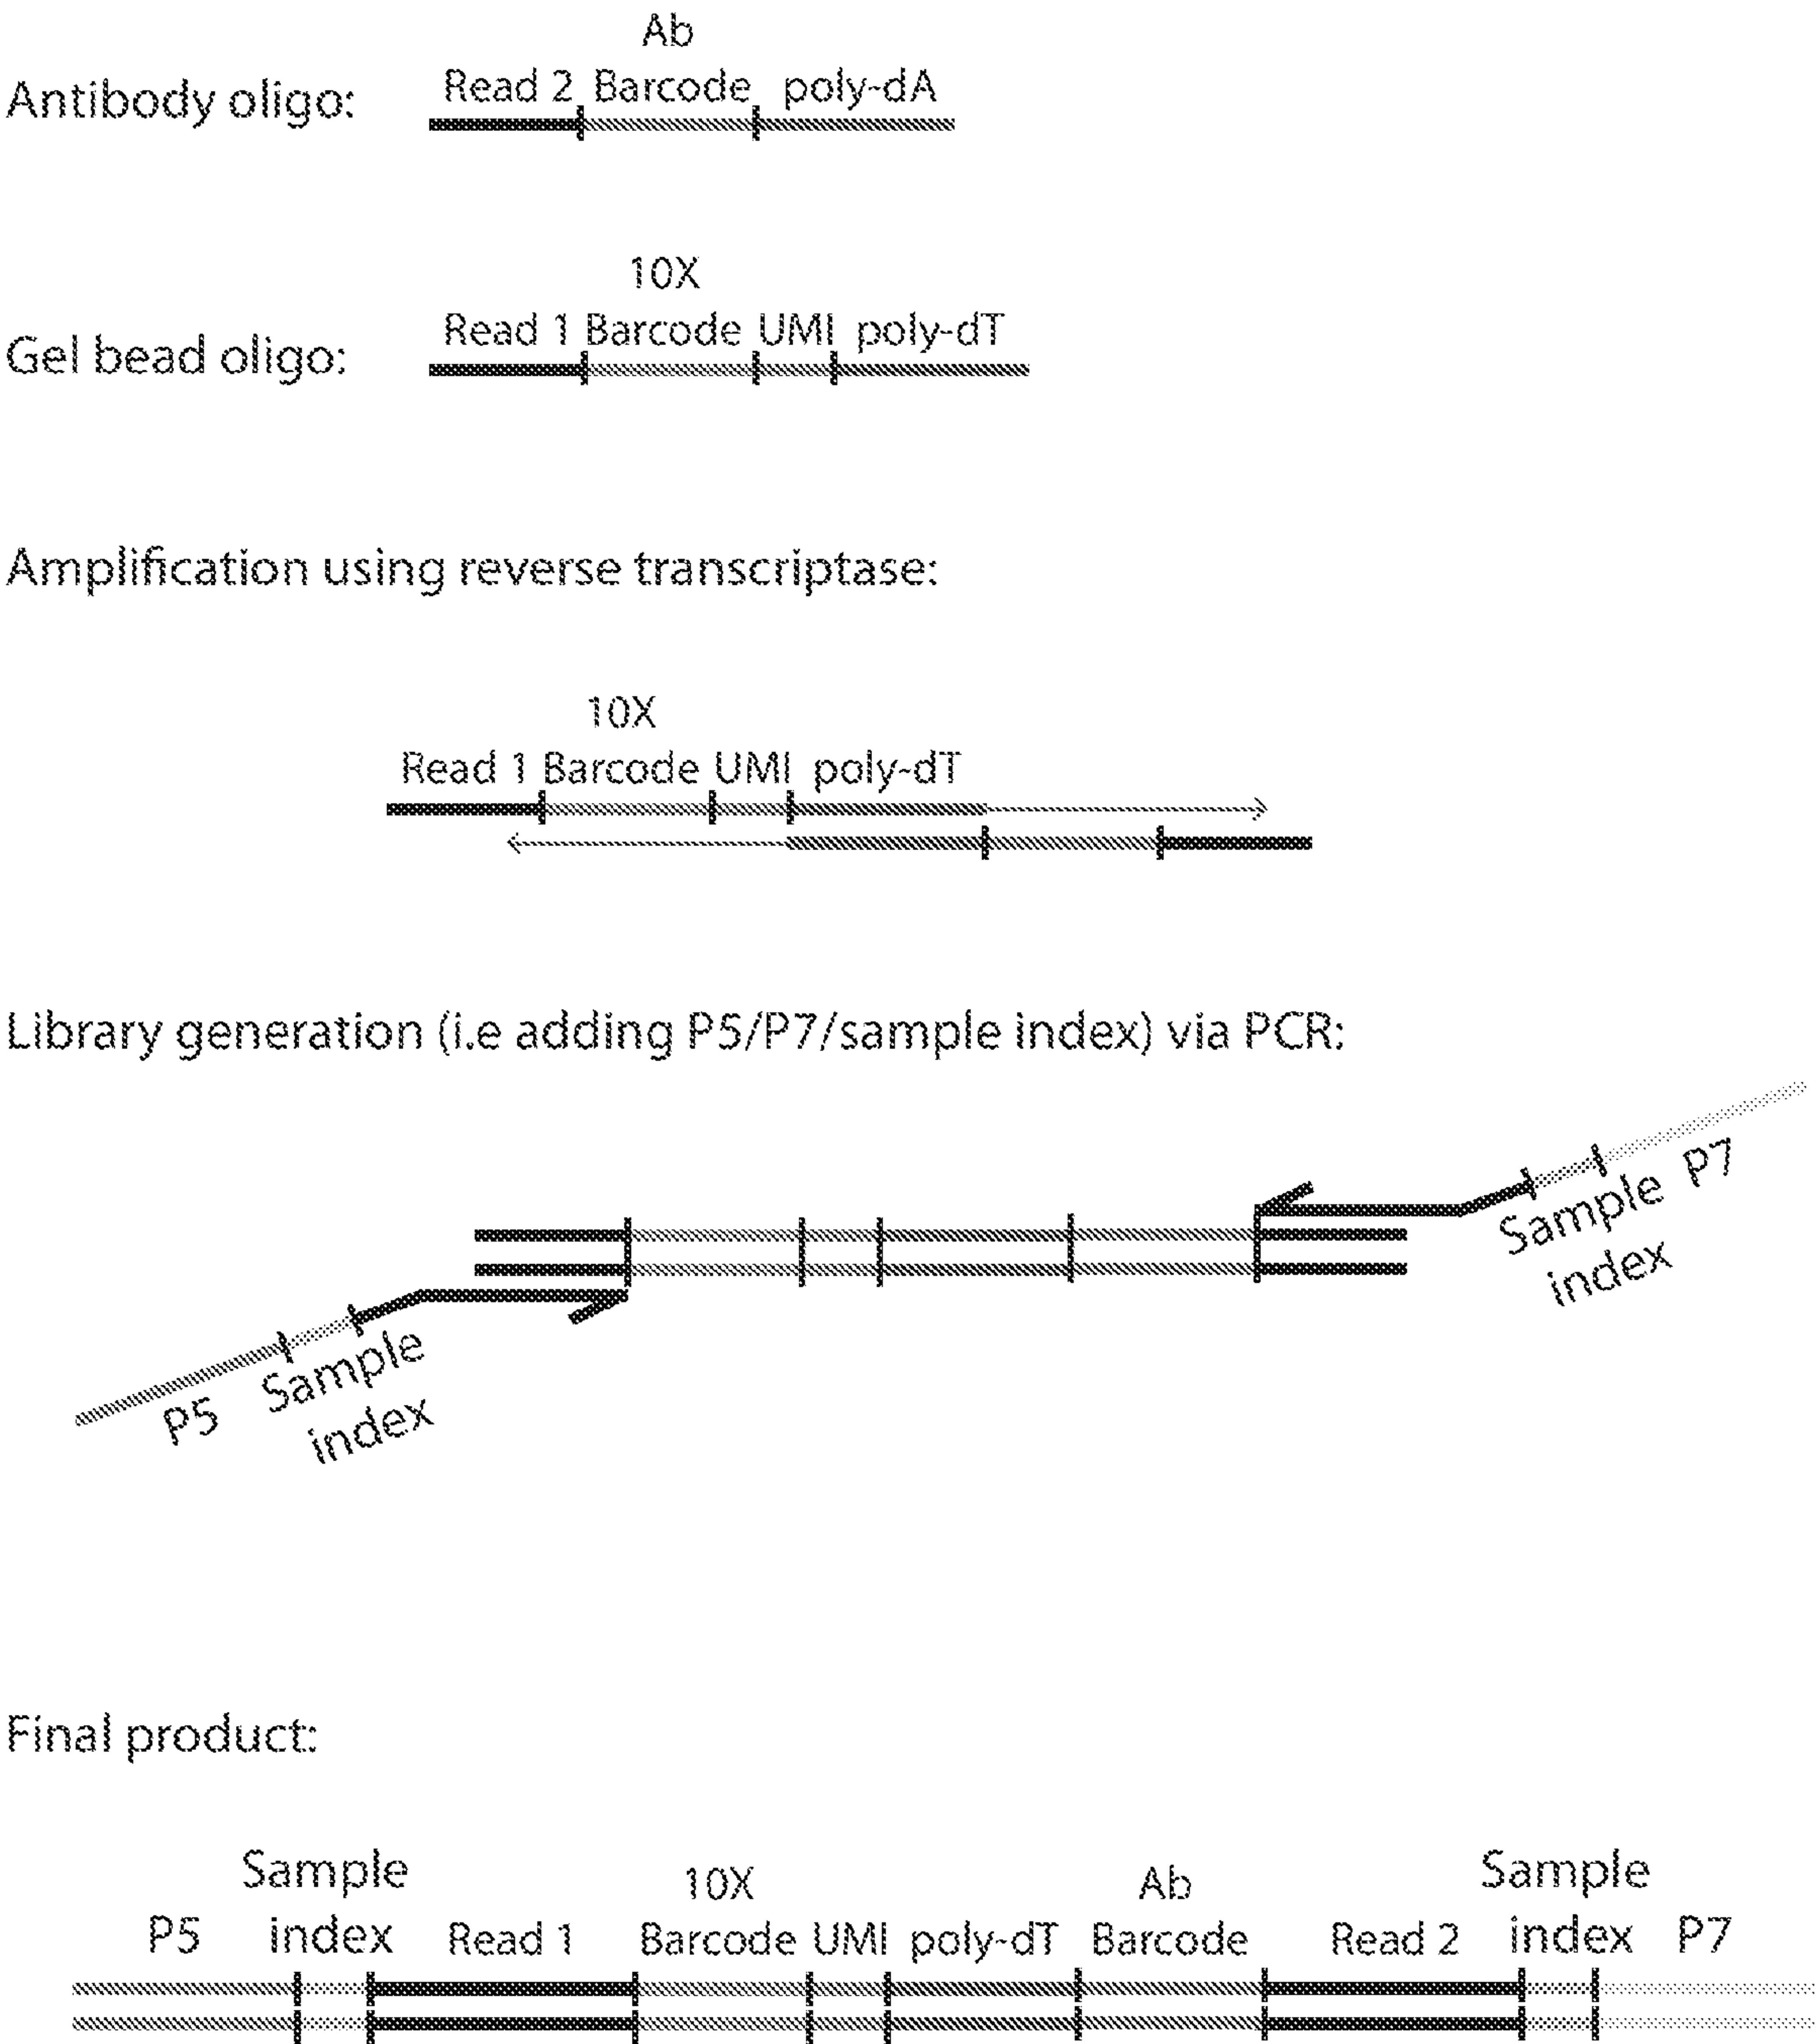 Ab
Antibody oligo: Read 2 Barcode poly-dA
10X
Gel bead oligo: Read 1 Barcode UMI poly-dT
Amplification using reverse transcriptase:
10X
Read 1 Barcode UMI poly-dT
Library generation (i.e adding P5/P7/sample index) via PCR:
Sample P7
index
P5 Sample
index
Final product:
Sample 10X Ab Sample
P5 index Read 1 Barcode UMI poly-dT Barcode Read 2 index P7